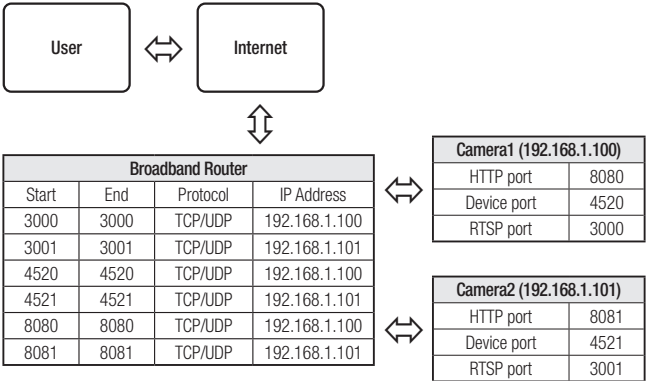 User
Internet
Broadband Router
Start End Protocol IP Address
3000 3000 TCP/UDP 192.168.1.100
3001 3001 TCP/UDP 192.168.1.101
4520 4520 TCP/UDP 192.168.1.100
4521 4521 TCP/UDP 192.168.1.101
8080 8080 TCP/UDP 192.168.1.100
8081 8081 TCP/UDP 192.168.1.101
Camera1 (192.168.1.100)
HTTP port 8080
Device port 4520
RTSP port 3000
Camera2 (192.168.1.101)
HTTP port 8081
Device port 4521
RTSP port 3001